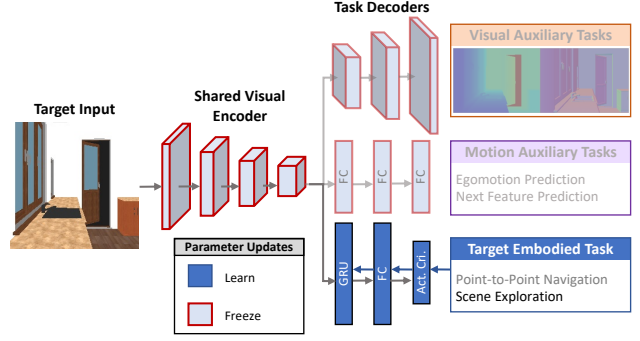 Task Decoders
Visual Auxiliary Tasks
Target Input
Shared Visual
Encoder
FC
FC
FC
Motion Auxiliary Tasks
Egomotion Prediction
Next Feature Prediction
Parameter Updates
Learn
Freeze
GRU
FC
Act. Cri.
Target Embodied Task
Point-to-Point Navigation
Scene Exploration